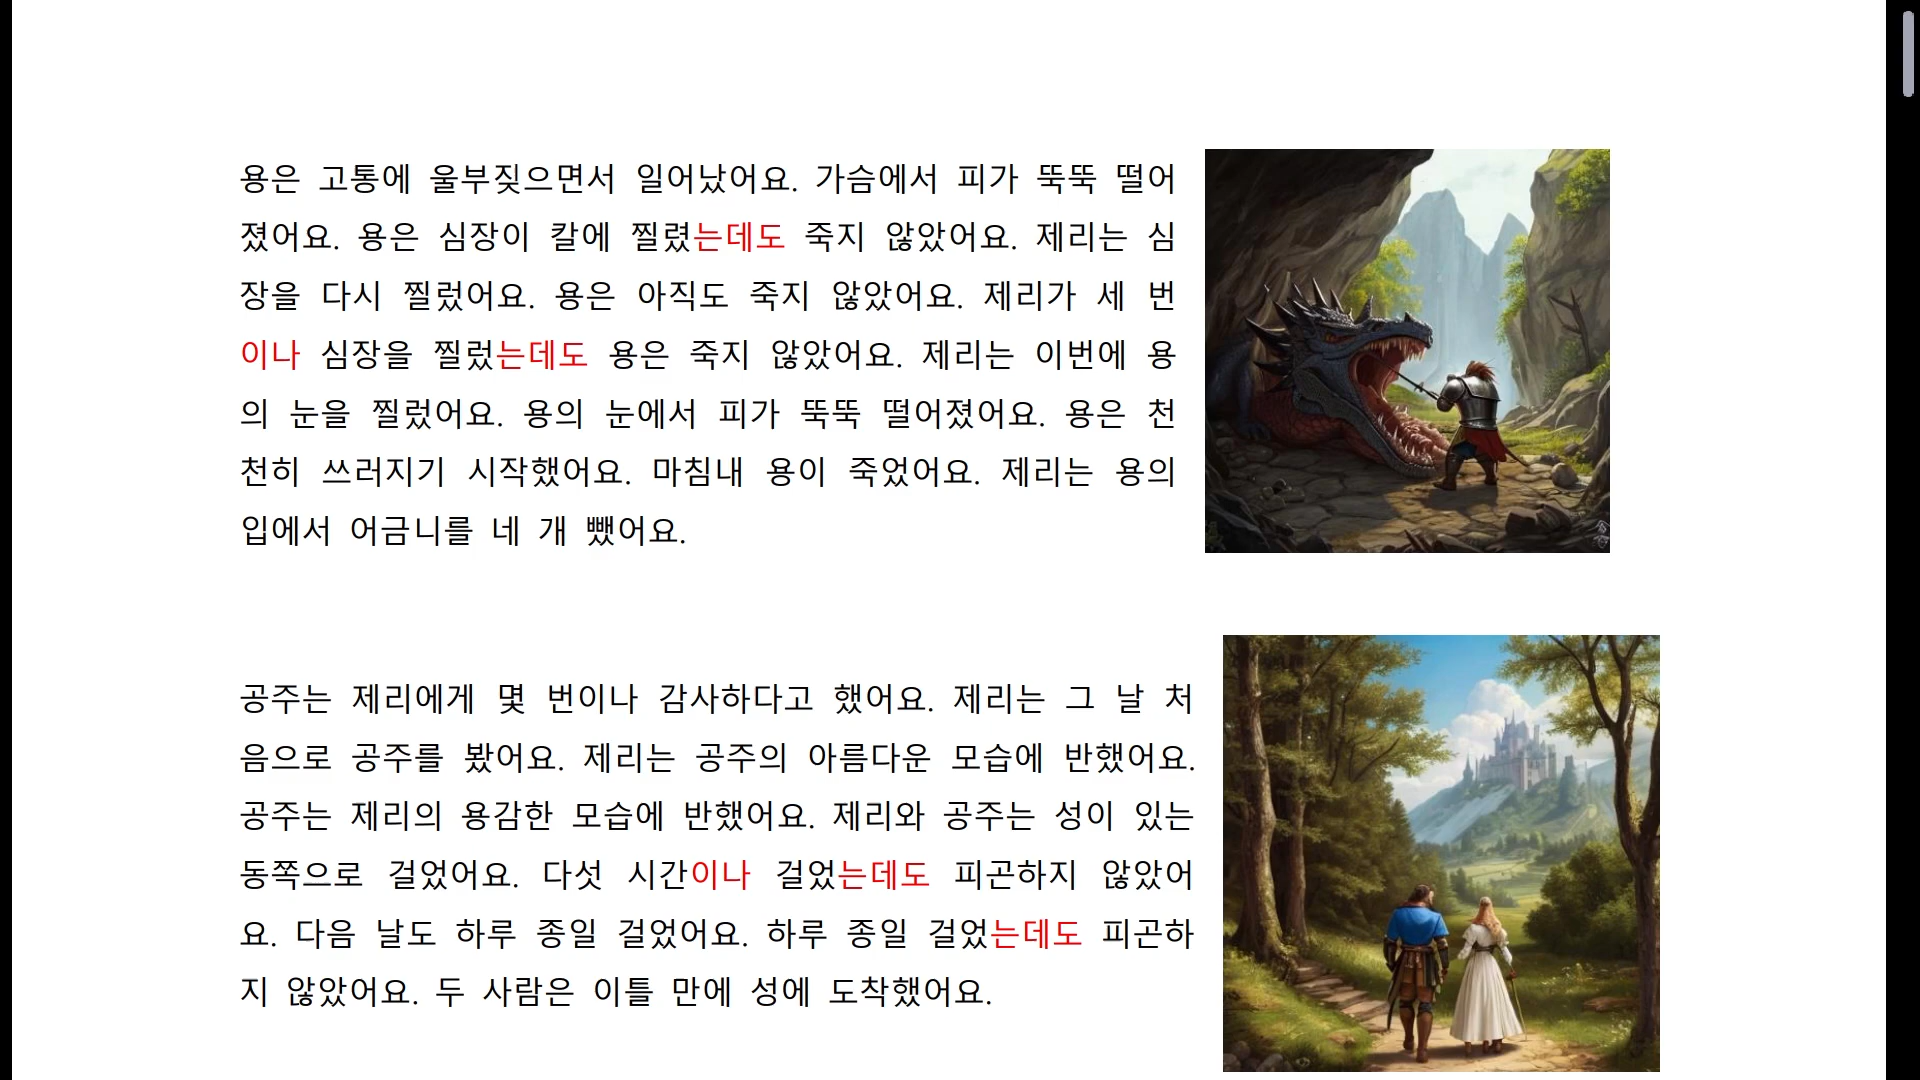 용은 고통에 울부짖으면서 일어났어요. 가슴에서 피가 뚝뚝 떨어
졌어요. 용은 심장이 칼에 찔렸는데도 죽지 않았어요. 제리는 심
장을 다시 찔렀어요. 용은 아직도 죽지 않았어요. 제리가 세 번
이나 심장을 찔렀는데도 용은 죽지 않았어요. 제리는 이번에 용
의 눈을 찔렀어요. 용의 눈에서 피가 뚝뚝 떨어졌어요. 용은 천
천히 쓰러지기 시작했어요. 마침내 용이 죽었어요. 제리는 용의
입에서 어금니를 네 개 뺐어요.
공주는 제리에게 몇 번이나 감사하다고 했어요. 제리는 그 날 처
음으로 공주를 봤어요. 제리는 공주의 아름다운 모습에 반했어요.
공주는 제리의 용감한 모습에 반했어요. 제리와 공주는 성이 있는
동쪽으로 걸었어요. 다섯 시간이나 걸었는데도 피곤하지 않았어
요. 다음 날도 하루 종일 걸었어요. 하루 종일 걸었는데도 피곤하
지 않았어요. 두 사람은 이틀 만에 성에 도착했어요.